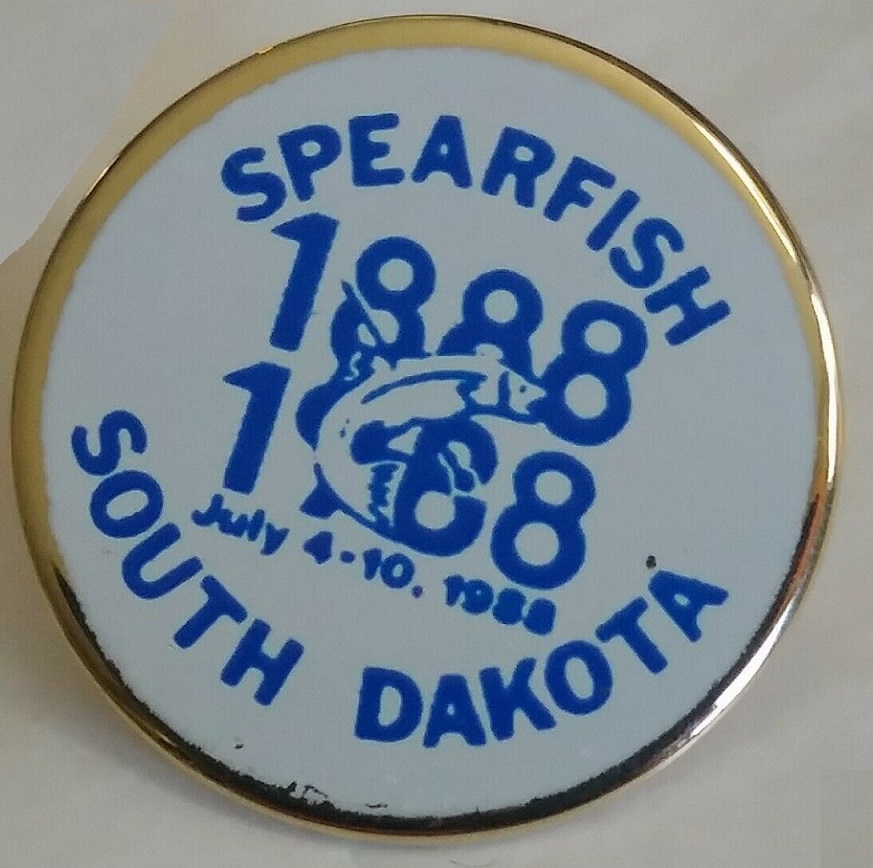 SPEARFISH
1888
1988
July 4-10, 1988
SOUTH DAKOTA